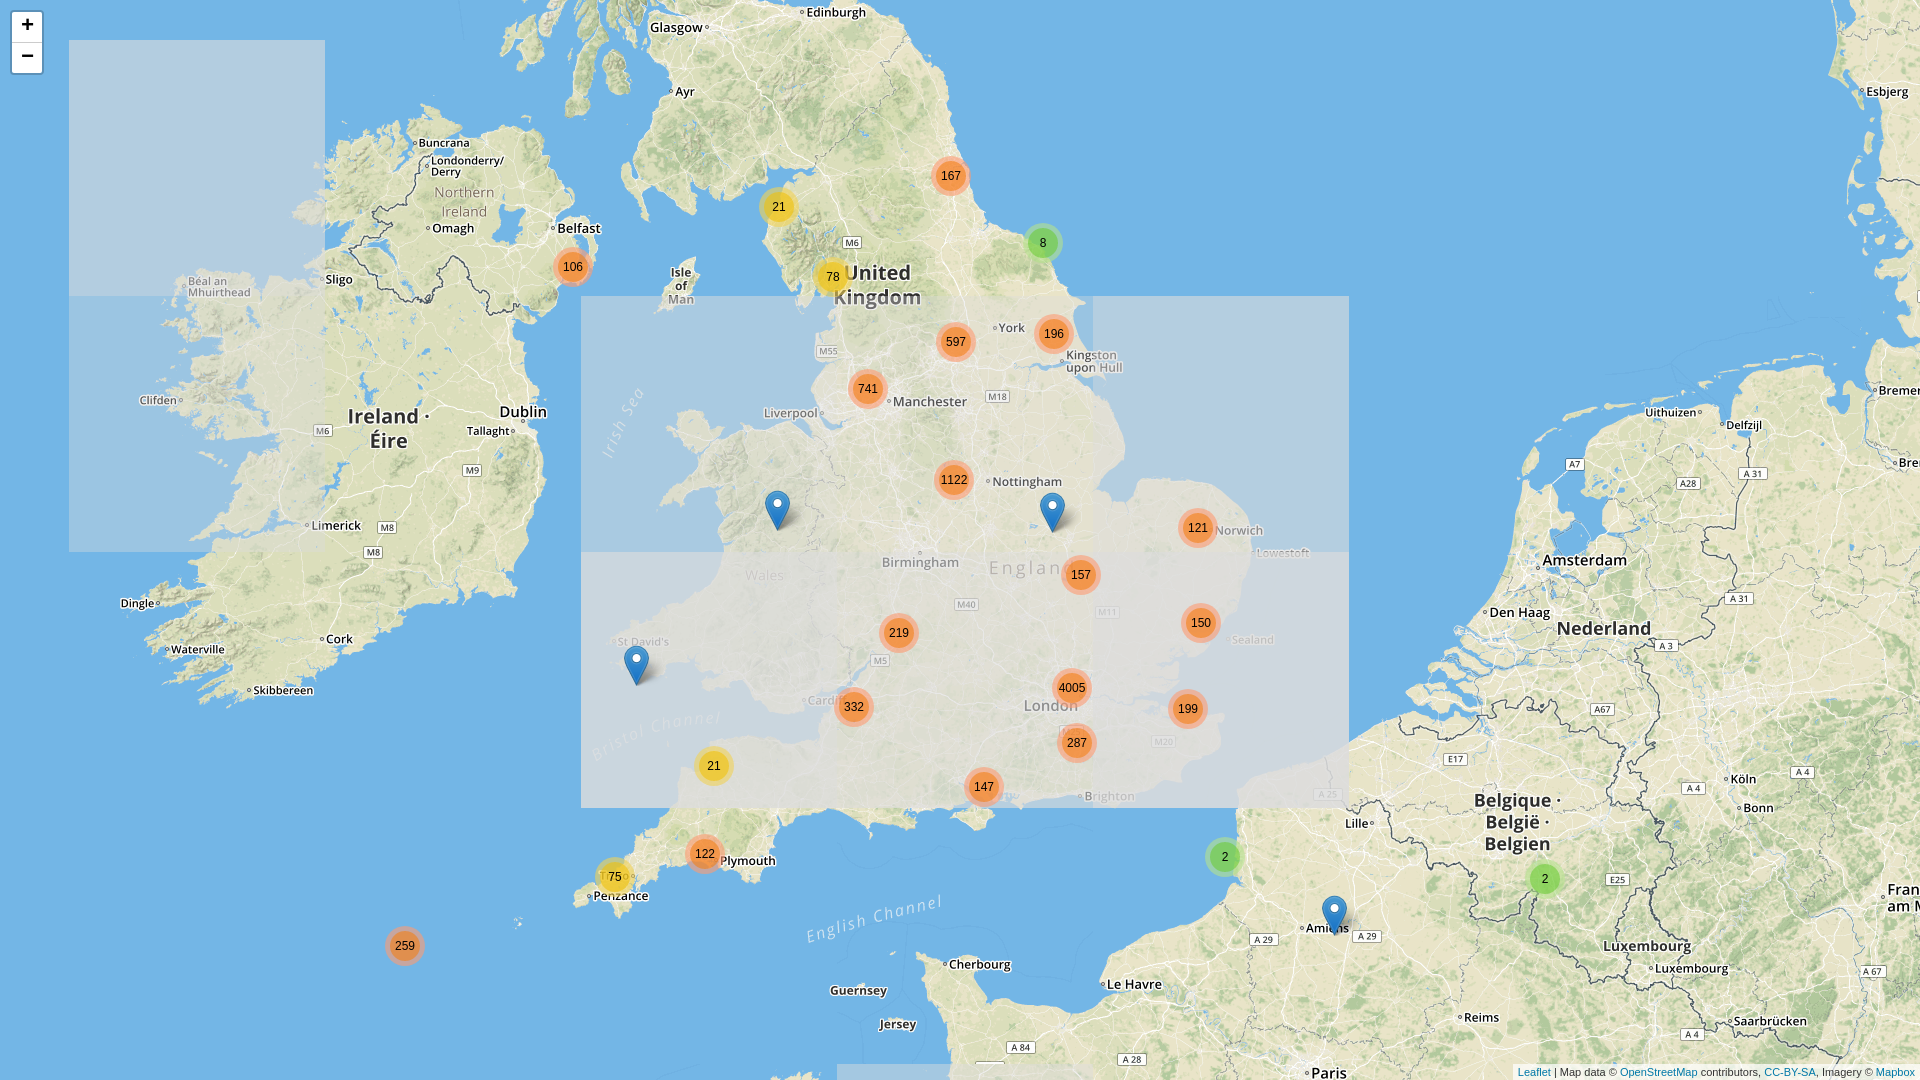 +
−
Edinburgh
Glasgow
Ayr
Esbjerg
Buncrana
Londonderry/
Derry
167
Northern
Ireland
21
Omagh
Belfast
M6
8
106
Isle
of
Man
78
United
Kingdom
Sligo
Béal an
Mhuirthead
York
196
597
M55
Kingston
upon Hull
741
Clifden
M18
Manchester
Bremer
Irish Sea
Liverpool
Dublin
Uithuizen
Ireland ·
Éire
M6
Tallaght
Delfzijl
M9
A7
A 31
Bre
1122
Nottingham
A28
Limerick
M8
121
Norwich
M8
Lowestoft
Birmingham
Englan
157
Amsterdam
Wales
Dingle
M40
M11
A 31
Den Haag
150
Nederland
219
Cork
St David's
Sealand
A 3
Waterville
M5
4005
Skibbereen
Cardiff
332
London
199
A67
Bristol Channel
287
M20
E17
21
A 4
Köln
147
Brighton
A 25
A 4
Belgique ·
België ·
Belgien
Bonn
Lille
122
Plymouth
2
75
2
E25
Penzance
Fran
am M
English Channel
Amiens
A 29
A 29
259
Luxembourg
Cherbourg
Luxembourg
A 67
Le Havre
Guernsey
Reims
Jersey
Saarbrücken
A 4
A 84
A 28
Paris
Leaflet | Map data © OpenStreetMap contributors, CC-BY-SA, Imagery © Mapbox